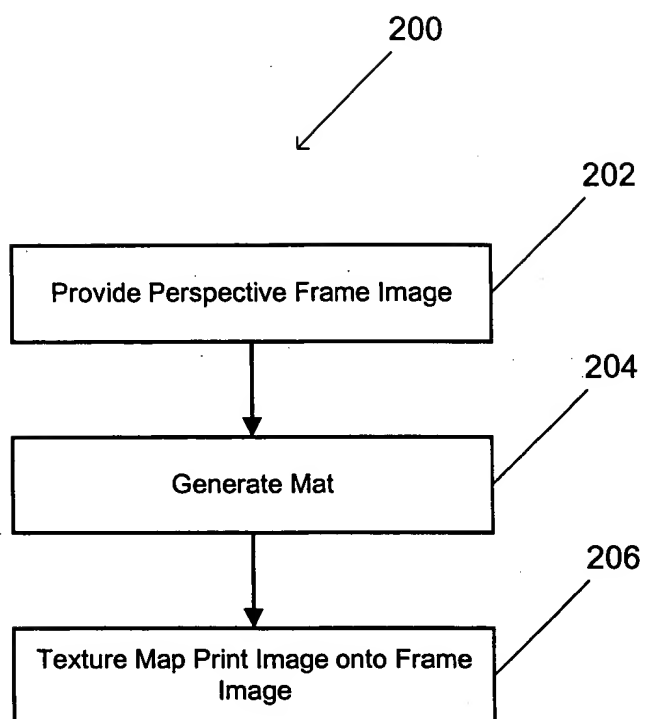 200
202
Provide Perspective Frame Image
204
Generate Mat
206
Texture Map Print Image onto Frame
Image